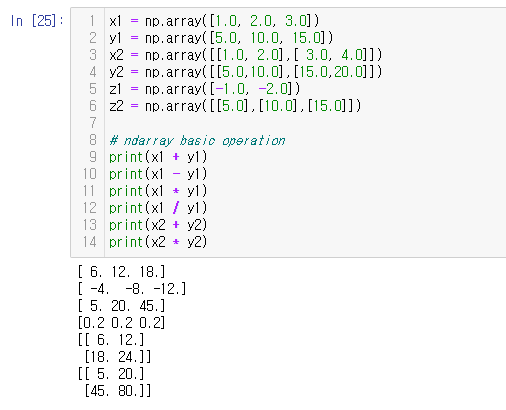 In [25]:
1 x1 = np.array([1.0, 2.0, 3.0])
2 y1 = np.array([5.0, 10.0, 15.0])
3 x2 = np.array([[1.0, 2.0],[ 3.0, 4.0]])
4 y2 = np.array([[5.0,10.0],[15.0,20.0]])
5 z1 = np.array([-1.0, -2.0])
6 z2 = np.array([[5.0],[10.0],[15.0]])
7
8 # ndarray basic operation
9 print(x1 + y1)
10 print(x1 - y1)
11 print(x1 * y1)
12 print(x1 / y1)
13 print(x2 + y2)
14 print(x2 * y2)
[ 6. 12. 18.]
[ -4.  -8. -12.]
[ 5. 20. 45.]
[0.2 0.2 0.2]
[[ 6. 12.]
 [18. 24.]]
[[ 5. 20.]
 [45. 80.]]